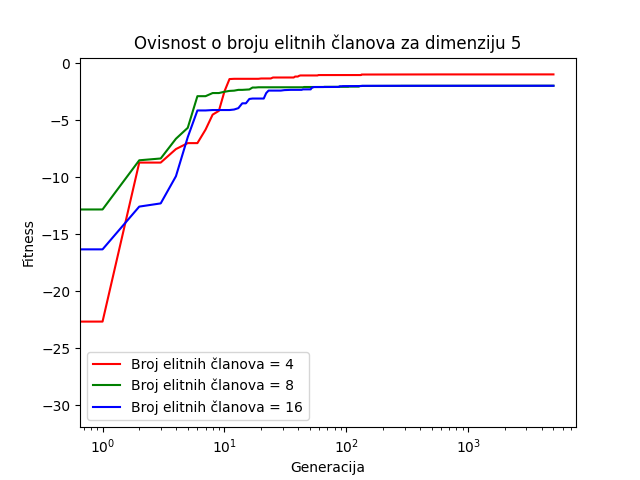 Ovisnost o broju elitnih članova za dimenziju 5
Fitness
0
−5
−10
−15
−20
−25
−30
Broj elitnih članova = 4
Broj elitnih članova = 8
Broj elitnih članova = 16
10⁰
10¹
10²
10³
Generacija